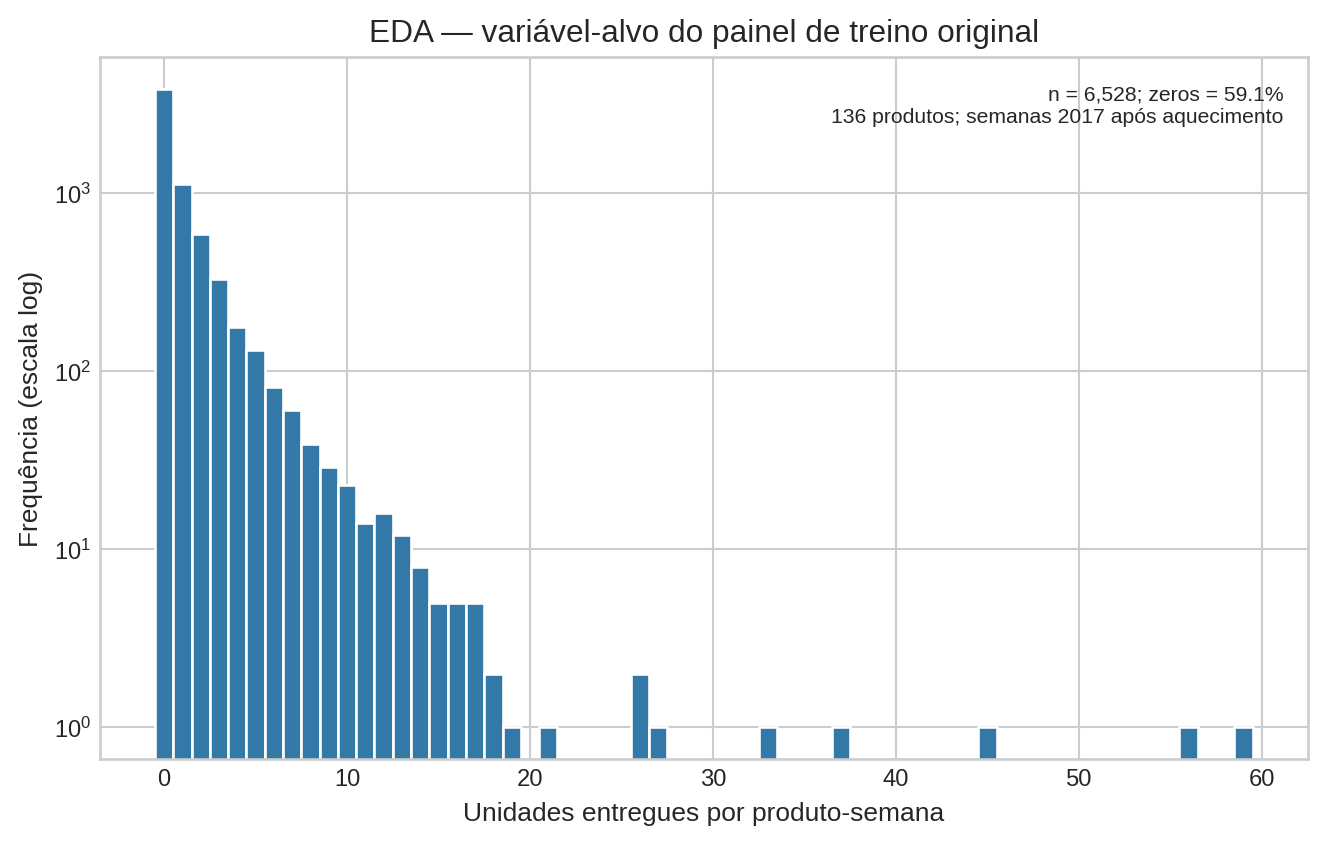 EDA — variável-alvo do painel de treino original
n = 6,528; zeros = 59.1%
136 produtos; semanas 2017 após aquecimento
Frequência (escala log)
10³
10²
10¹
10⁰
0 10 20 30 40 50 60
Unidades entregues por produto-semana